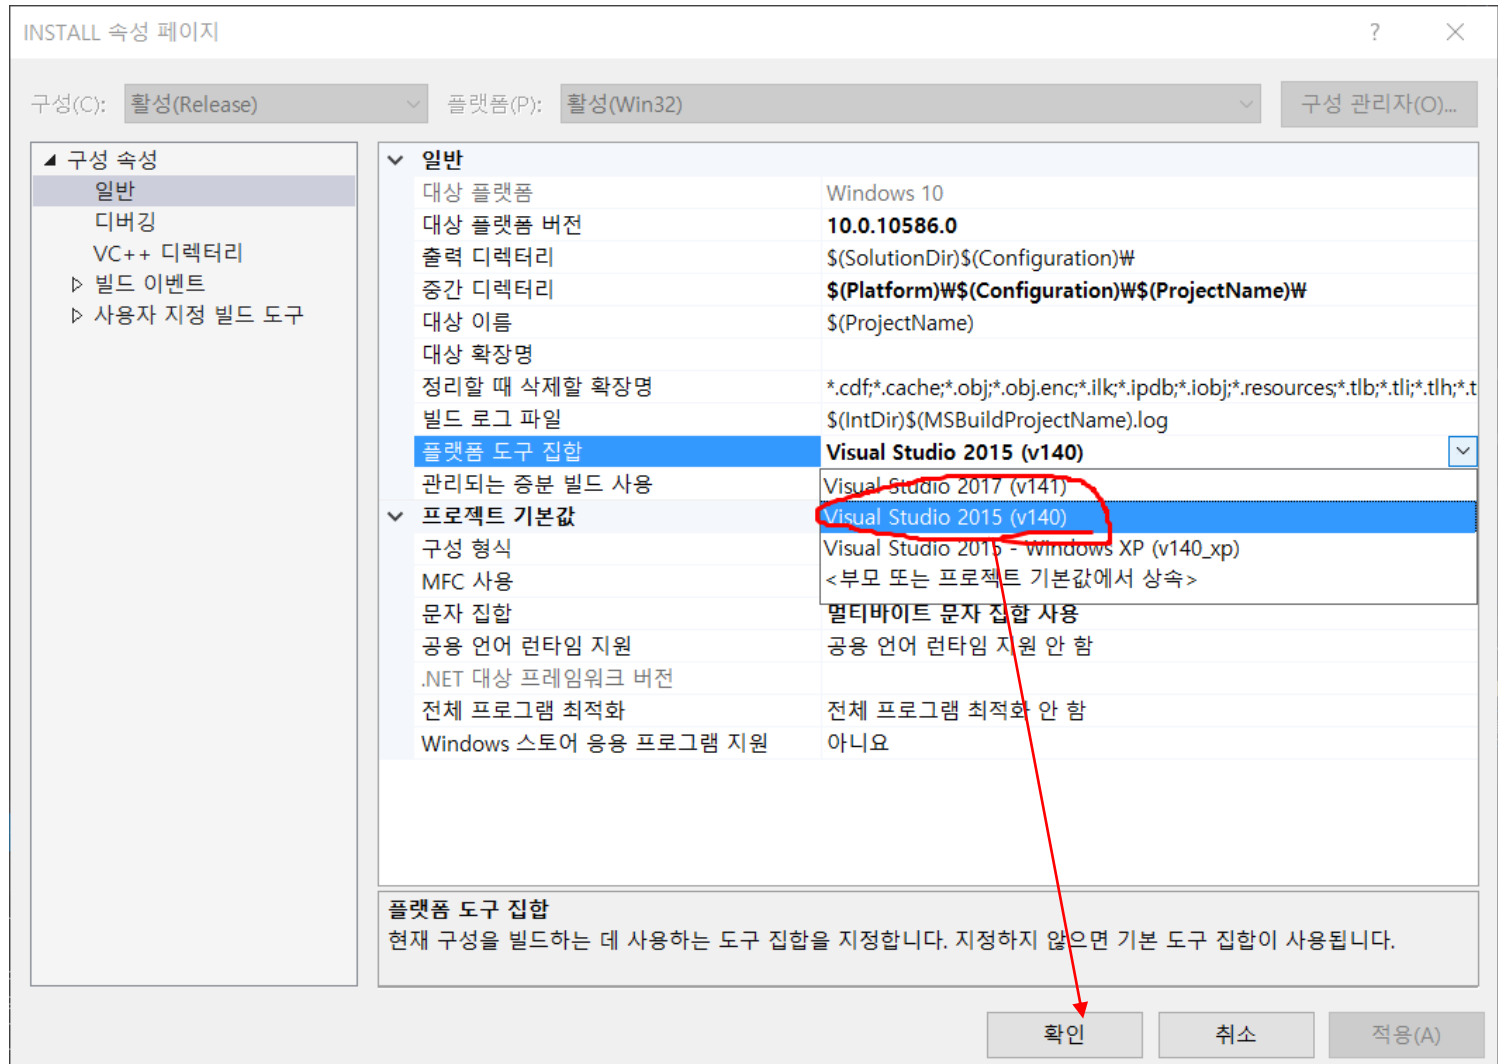 INSTALL 속성 페이지
?
구성(C): 활성(Release) 플랫폼(P): 활성(Win32) 구성 관리자(O)...
구성 속성
일반
디버깅
VC++ 디렉터리
빌드 이벤트
사용자 지정 빌드 도구
일반
대상 플랫폼 Windows 10
대상 플랫폼 버전 10.0.10586.0
출력 디렉터리 $(SolutionDir)$(Configuration)₩
중간 디렉터리 $(Platform)₩$(Configuration)₩$(ProjectName)₩
대상 이름 $(ProjectName)
대상 확장명
정리할 때 삭제할 확장명 *.cdf;*.cache;*.obj;*.obj.enc;*.ilk;*.ipdb;*.iobj;*.resources;*.tlb;*.tli;*.tlh;*.t
빌드 로그 파일 $(IntDir)$(MSBuildProjectName).log
플랫폼 도구 집합 Visual Studio 2015 (v140)
관리되는 증분 빌드 사용 Visual Studio 2017 (v141)
프로젝트 기본값 Visual Studio 2015 (v140)
구성 형식 Visual Studio 2015 - Windows XP (v140_xp)
MFC 사용 <부모 또는 프로젝트 기본값에서 상속>
문자 집합 멀티바이트 문자 집합 사용
공용 언어 런타임 지원 공용 언어 런타임 지원 안 함
.NET 대상 프레임워크 버전
전체 프로그램 최적화 전체 프로그램 최적화 안 함
Windows 스토어 응용 프로그램 지원 아니요
플랫폼 도구 집합
현재 구성을 빌드하는 데 사용하는 도구 집합을 지정합니다. 지정하지 않으면 기본 도구 집합이 사용됩니다.
확인 취소 적용(A)